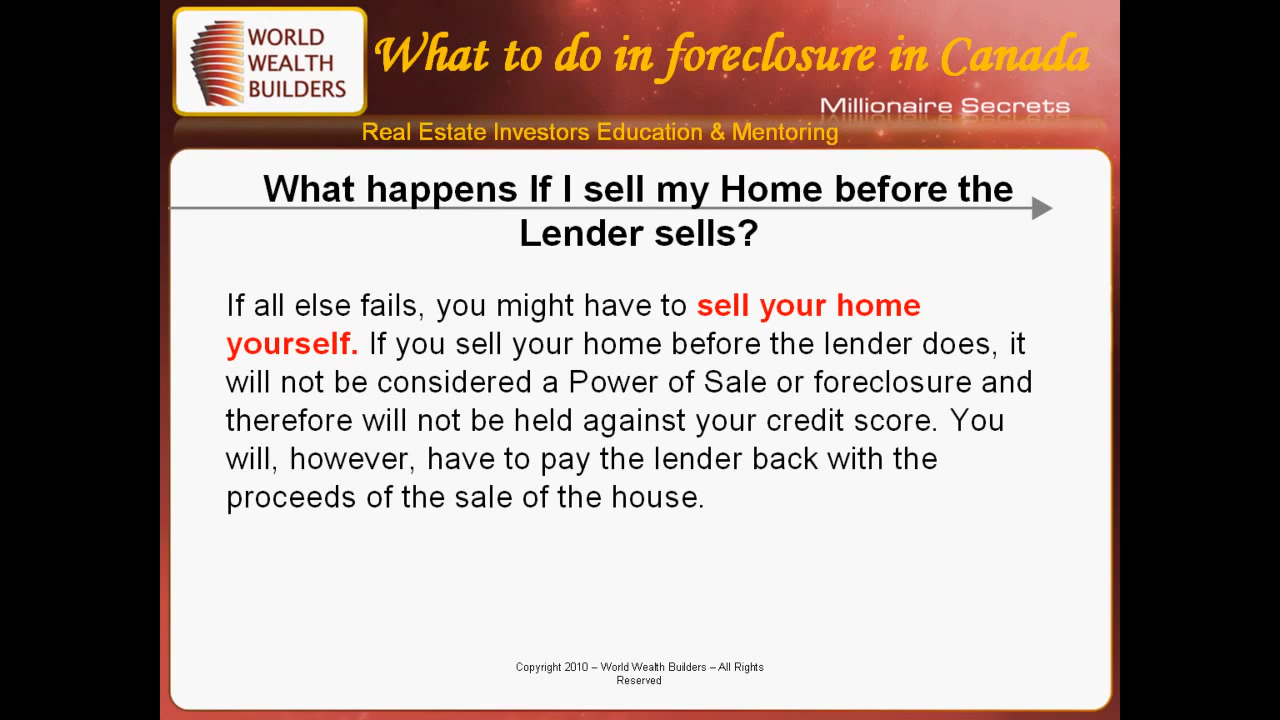 WORLD
WEALTH
BUILDERS
What to do in foreclosure in Canada
Millionaire Secrets
Real Estate Investors Education & Mentoring
What happens If I sell my Home before the
Lender sells?
If all else fails, you might have to sell your home
yourself. If you sell your home before the lender does, it
will not be considered a Power of Sale or foreclosure and
therefore will not be held against your credit score. You
will, however, have to pay the lender back with the
proceeds of the sale of the house.
Copyright 2010 – World Wealth Builders – All Rights
Reserved